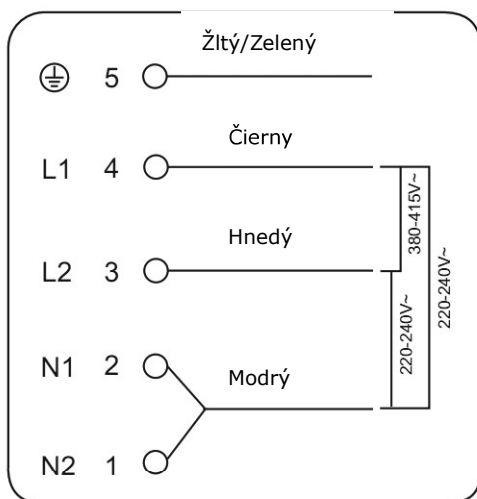 Žltý/Zelený
5
Čierny
L1 4
Hnedý
L2 3
380-415V~
220-240V~
220-240V~
N1 2
Modrý
N2 1